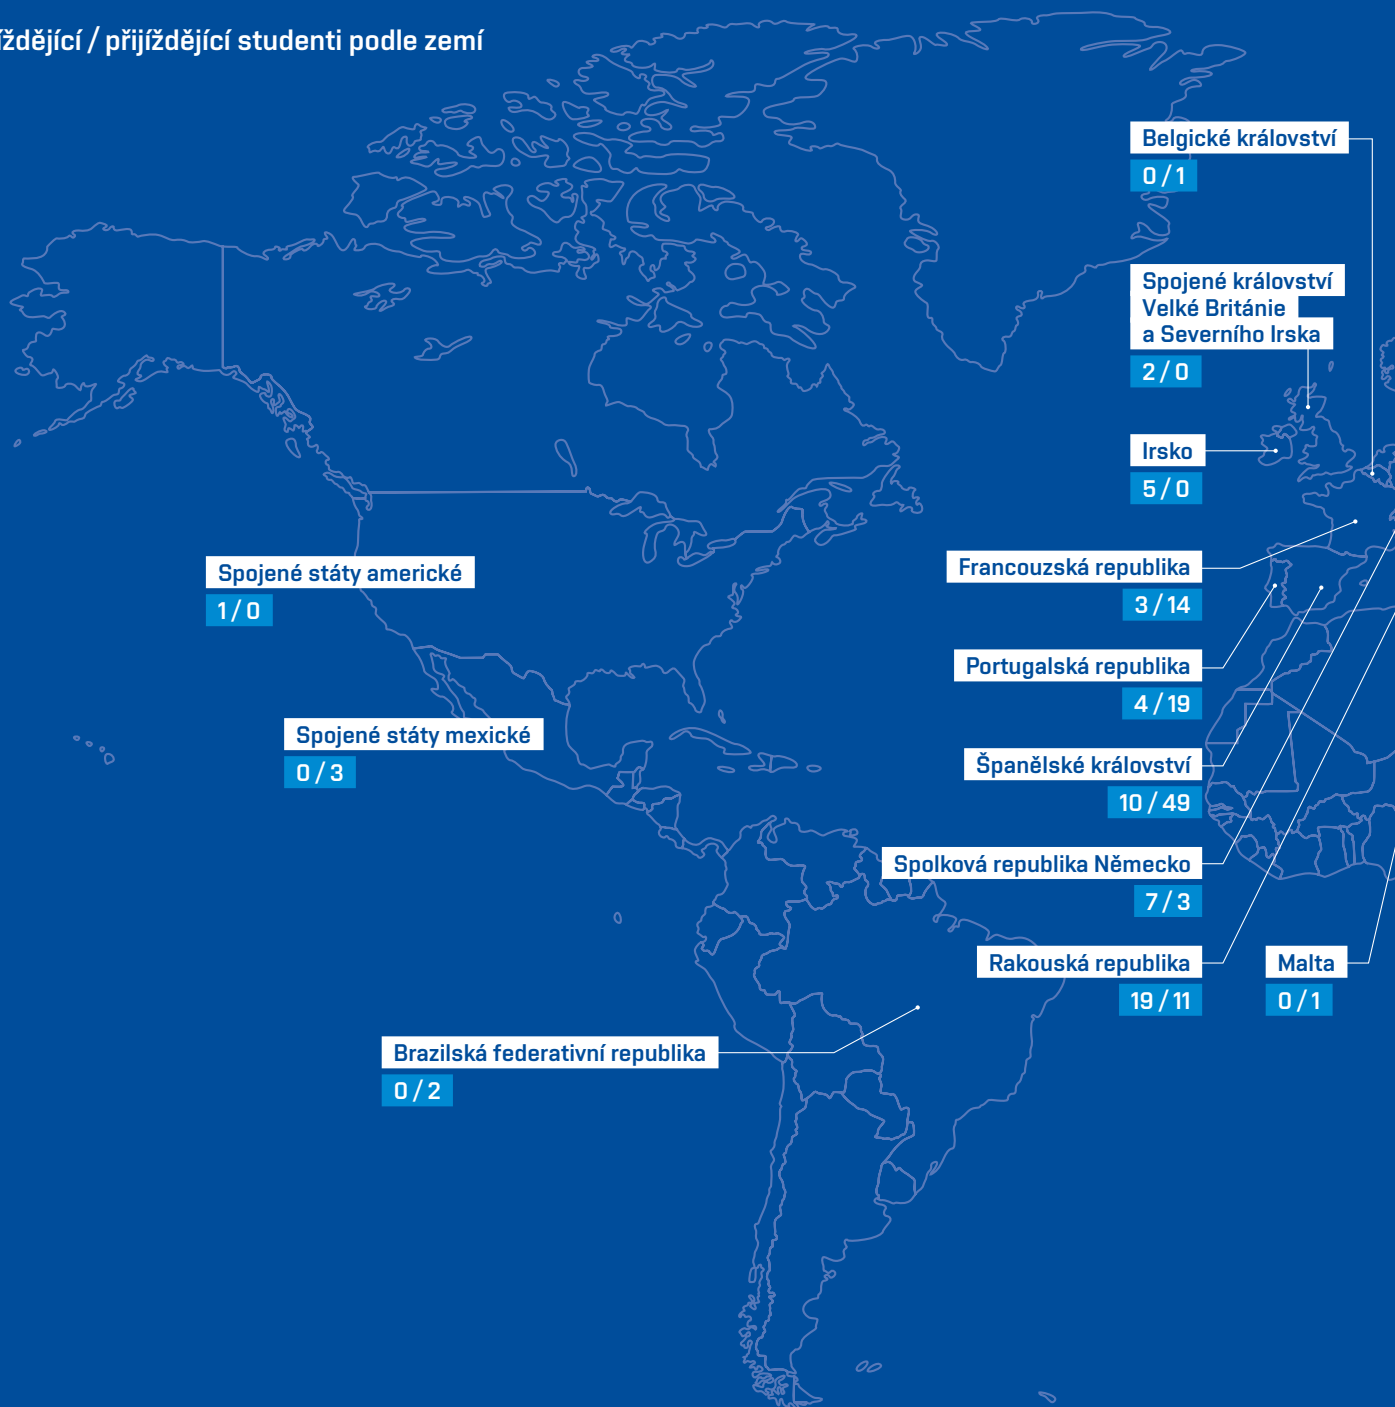 / přijíždějící studenti podle zemí
Belgické království
0 / 1
Spojené království
Velké Británie
a Severního Irska
2 / 0
Irsko
5 / 0
Francouzská republika
3 / 14
Portugalská republika
4 / 19
Španělské království
10 / 49
Spolková republika Německo
7 / 3
Rakouská republika
19 / 11
Malta
0 / 1
Spojené státy americké
1 / 0
Spojené státy mexické
0 / 3
Brazilská federativní republika
0 / 2